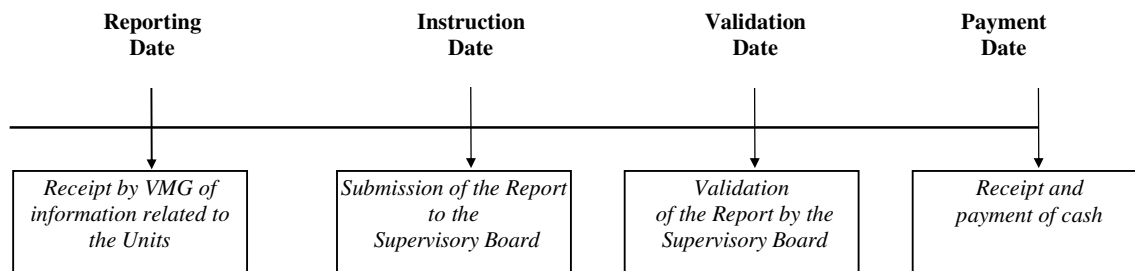 Reporting
Date
Instruction
Date
Validation
Date
Payment
Date
Receipt by VMG of
information related to
the Units
Submission of the Report
to the
Supervisory Board
Validation
of the Report by the
Supervisory Board
Receipt and
payment of cash